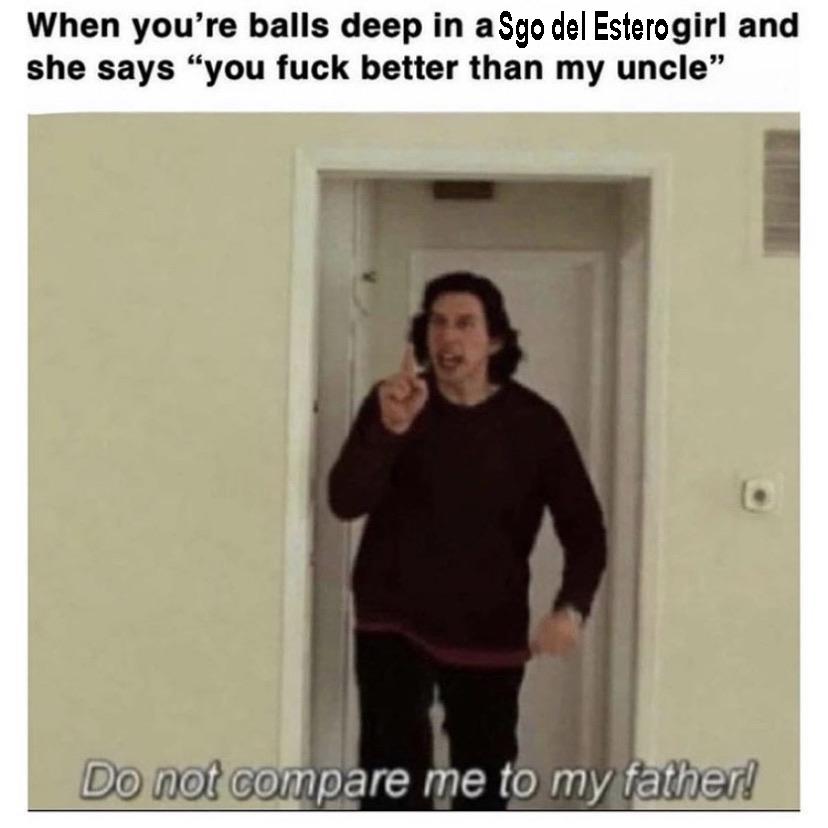 When you’re balls deep in a Sgo del Estero girl and
she says “you fuck better than my uncle”
Do not compare me to my father!